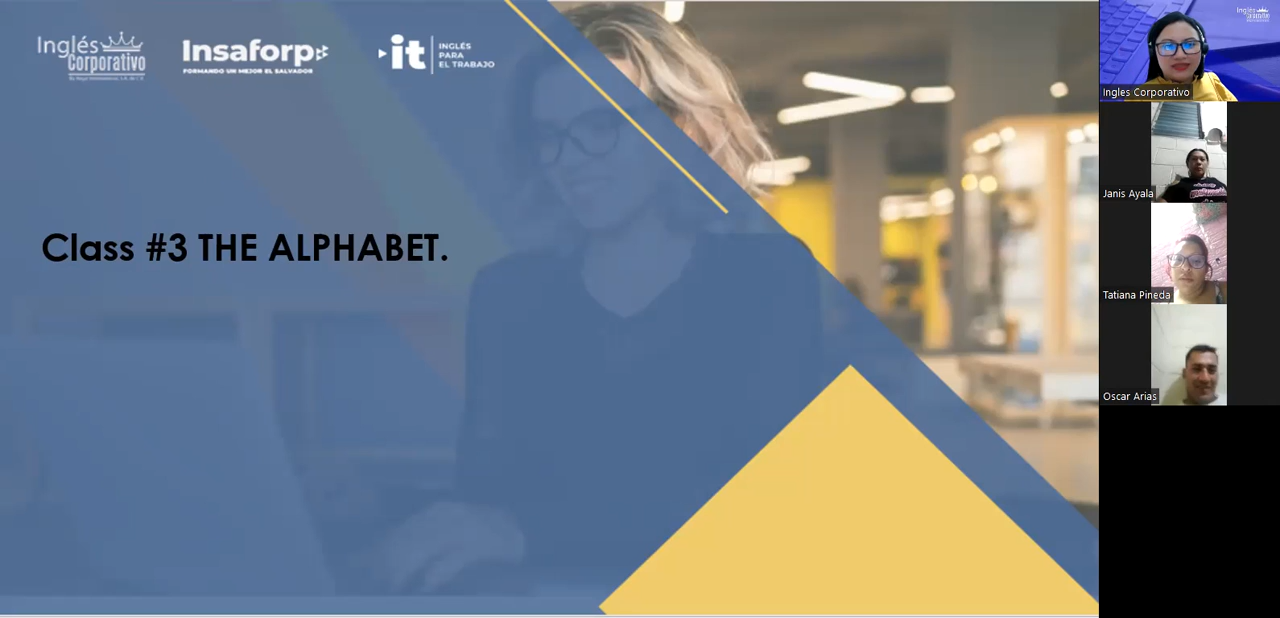 Inglés
Corporativo
Insaforp
FORMANDO UN MEJOR EL SALVADOR
it
INGLÉS
PARA
EL TRABAJO
Class #3 THE ALPHABET.
Ingles Corporativo
Janis Ayala
Tatiana Pineda
Oscar Arias